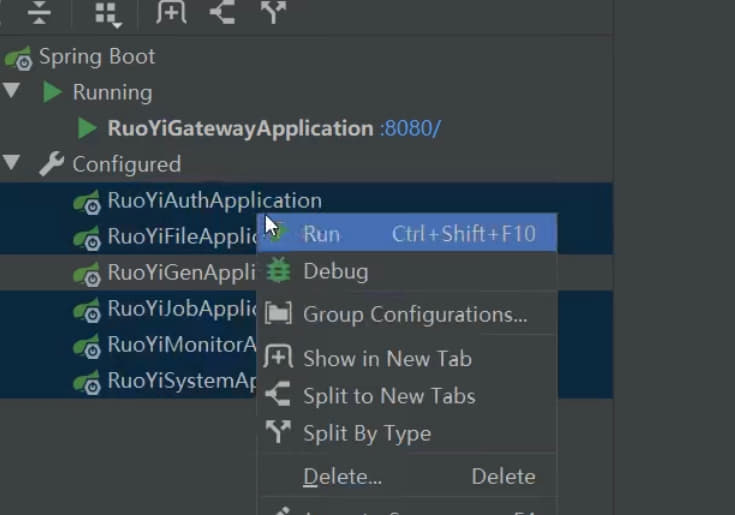 Spring Boot
Running
RuoYiGatewayApplication :8080/
Configured
RuoYiAuthApplication
RuoYiFileApplic
RuoYiGenAppli
RuoYiJobApplic
RuoYiMonitorA
RuoYiSystemAp
Run Ctrl+Shift+F10
Debug
Group Configurations...
Show in New Tab
Split to New Tabs
Split By Type
Delete... Delete